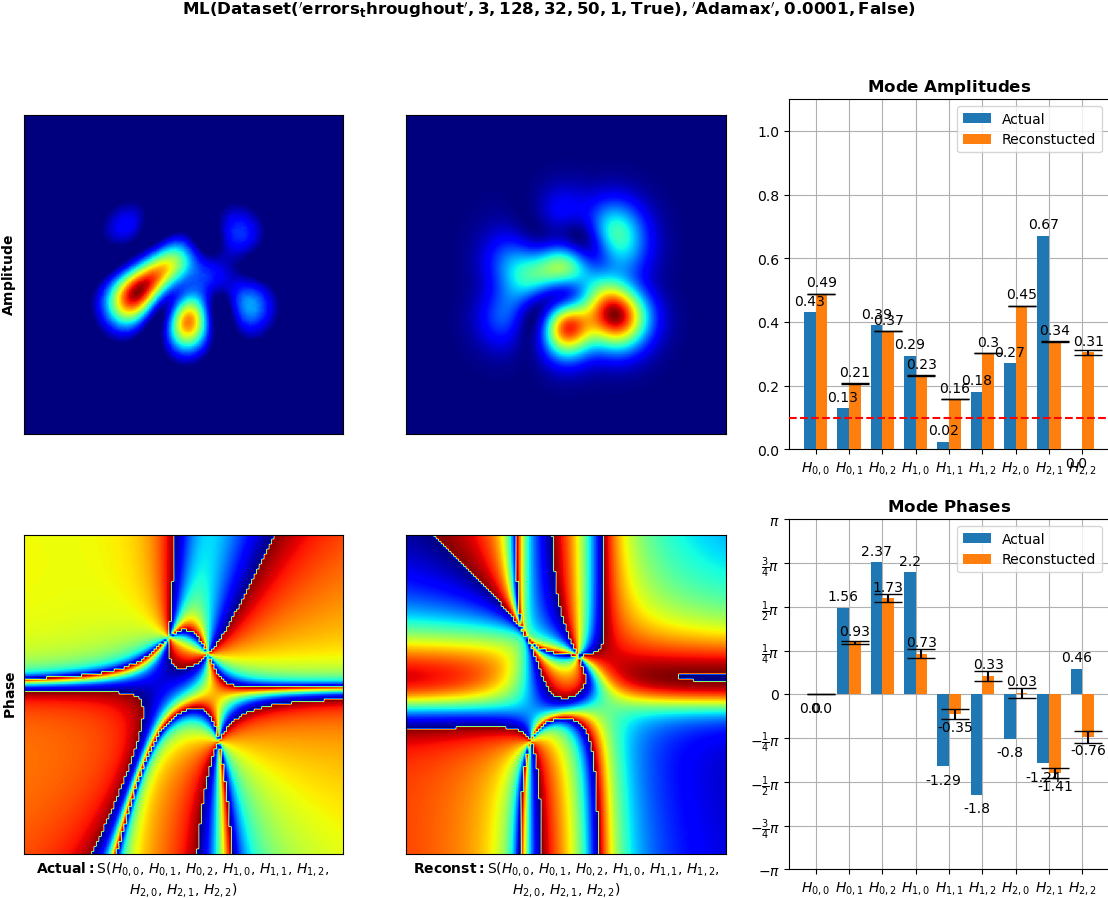 ML(Dataset('errors_throughout', 3, 128, 32, 50, 1, True), 'Adamax', 0.0001, False)
Amplitude
Mode Amplitudes
Actual
Reconstucted
1.0
0.8
0.6
0.4
0.2
0.0
0.43
0.49
0.13
0.21
0.39
0.37
0.29
0.23
0.02
0.16
0.18
0.3
0.27
0.45
0.67
0.34
0.0
0.31
H0,0 H0,1 H0,2 H1,0 H1,1 H1,2 H2,0 H2,1 H2,2
Phase
Actual: S(H0,0, H0,1, H0,2, H1,0, H1,1, H1,2,
H2,0, H2,1, H2,2)
Reconst: S(H0,0, H0,1, H0,2, H1,0, H1,1, H1,2,
H2,0, H2,1, H2,2)
Mode Phases
Actual
Reconstucted
π
3/4π
1/2π
1/4π
0
−1/4π
−1/2π
−3/4π
−π
0.0
0.0
1.56
0.93
2.37
1.73
2.2
0.73
-1.29
-0.35
-1.8
0.33
-0.8
0.03
-1.41
0.46
-0.76
H0,0 H0,1 H0,2 H1,0 H1,1 H1,2 H2,0 H2,1 H2,2